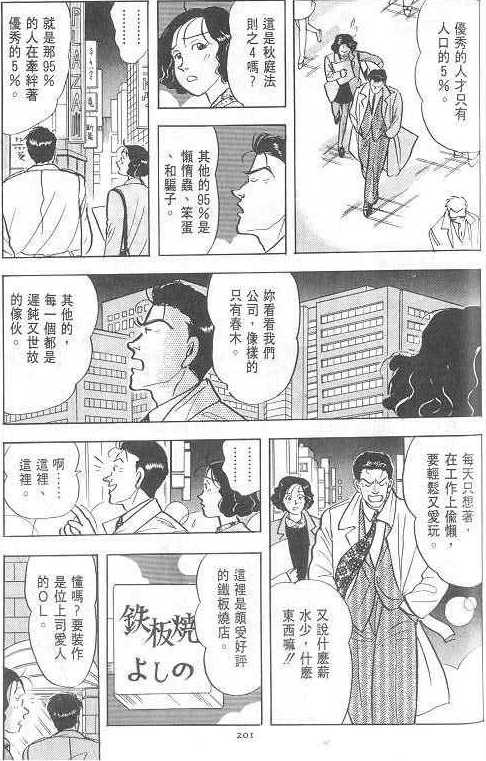 優秀的人才只有
人口的5%。
這是秋庭法
則之4嗎?
其他的95%是
懶惰蟲、笨蛋
、和騙子。
就是那95%
的人在牽絆著
優秀的5%。
PLAZA
妳看看我們
公司,像樣的
只有春木。
其他的,
每一個都是
遲鈍又世故
的傢伙。
每天只想著,
在工作上偷懶,
要輕鬆又愛玩。
又說什麼薪
水少,什麼
東西嘛!!
…………
啊……
這裡、
這裡。
這裡是頗受好評
的鐵板燒店。
鉄板焼
よしの
懂嗎?要裝作
是位上司愛人
的OL。
201